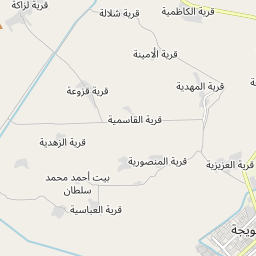 قرية لزاكة
قرية شلالة
قرية الكاظمية
قرية الأمينة
قرية المهدية
قرية قزوعة
قرية القاسمية
قرية الزهدية
قرية المنصورية
قرية العزيزية
بيت أحمد محمد
سلطان
قرية العباسية